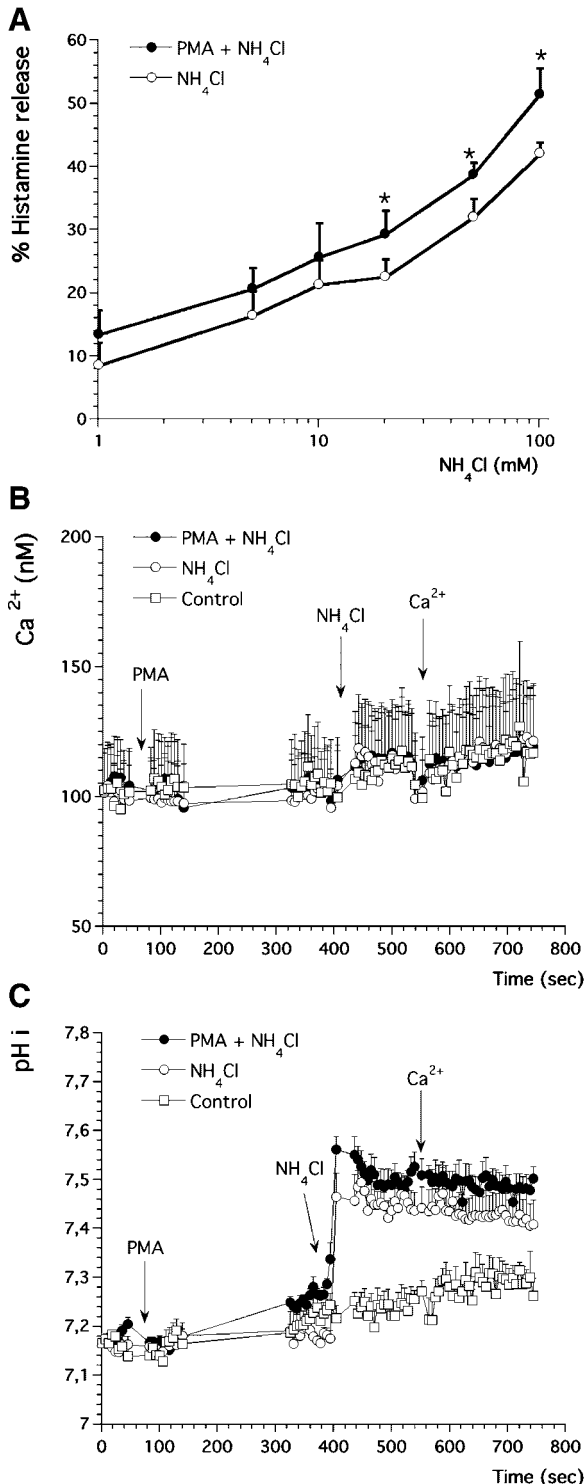 A
% Histamine release
60
50
40
30
20
10
0
PMA + NH₄Cl
NH₄Cl
*
*
*
1
10
100
NH₄Cl (mM)
B
Ca²⁺ (nM)
200
150
100
50
PMA + NH₄Cl
NH₄Cl
Control
PMA
NH₄Cl
Ca²⁺
0
100
200
300
400
500
600
700
800
Time (sec)
C
pH i
7,8
7,8
7,6
7,5
7,4
7,3
7,2
7,1
7
PMA + NH₄Cl
NH₄Cl
Control
PMA
NH₄Cl
Ca²⁺
0
100
200
300
400
500
600
700
800
Time (sec)